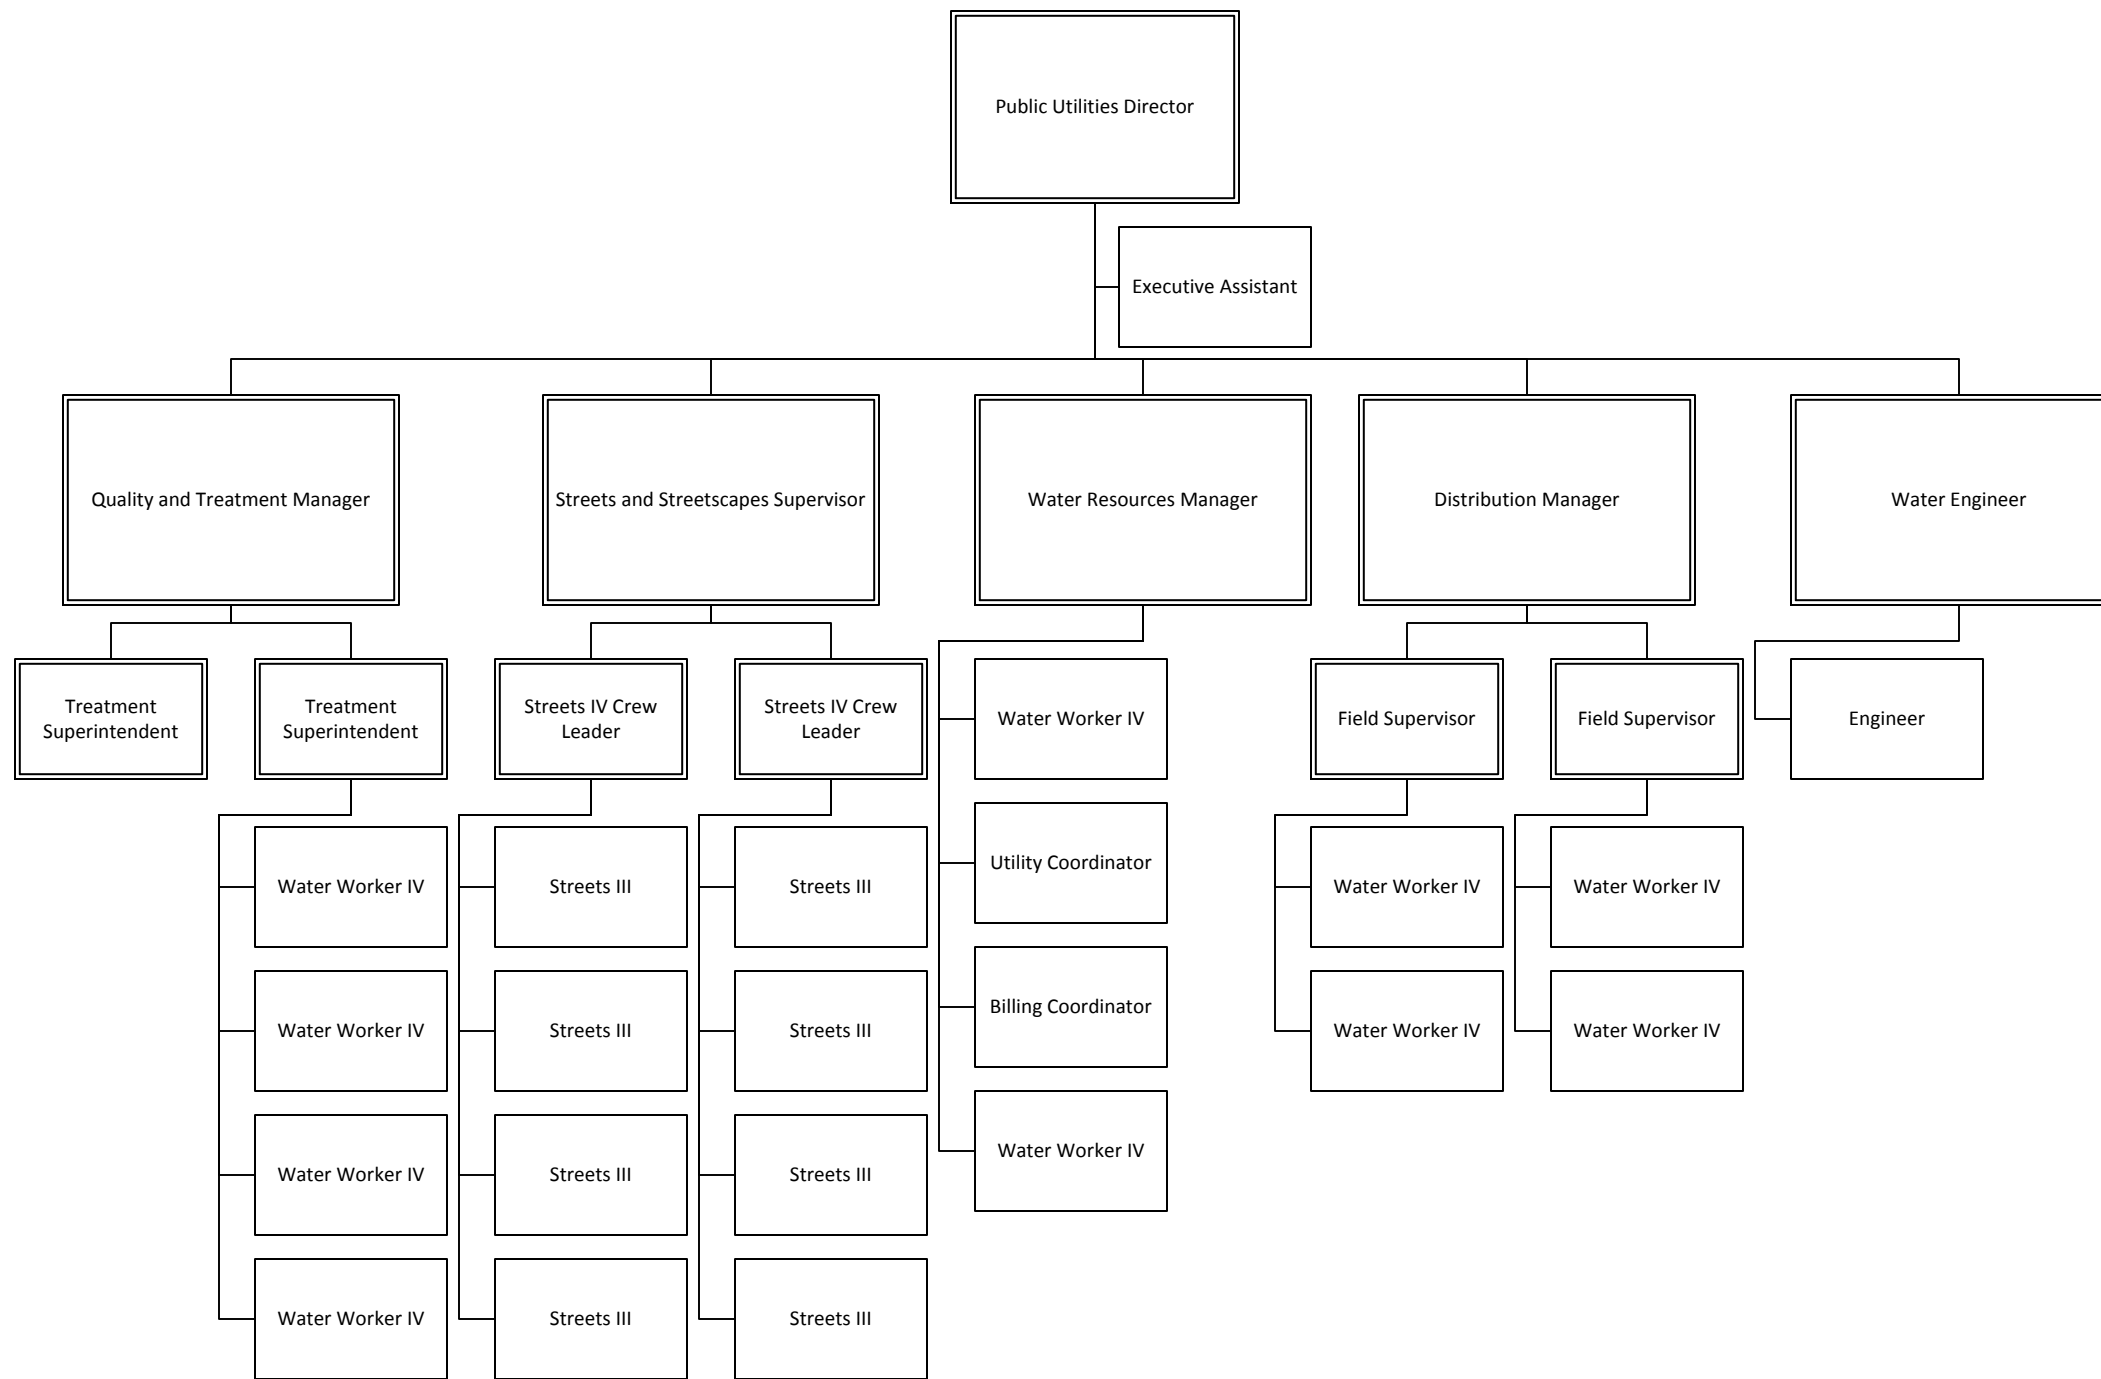 Public Utilities Director
Executive Assistant
Quality and Treatment Manager
Streets and Streetscapes Supervisor
Water Resources Manager
Distribution Manager
Water Engineer
Treatment
Superintendent
Treatment
Superintendent
Streets IV Crew
Leader
Streets IV Crew
Leader
Water Worker IV
Field Supervisor
Field Supervisor
Engineer
Water Worker IV
Streets III
Streets III
Utility Coordinator
Water Worker IV
Water Worker IV
Water Worker IV
Streets III
Streets III
Billing Coordinator
Water Worker IV
Water Worker IV
Water Worker IV
Streets III
Streets III
Water Worker IV
Water Worker IV
Streets III
Streets III